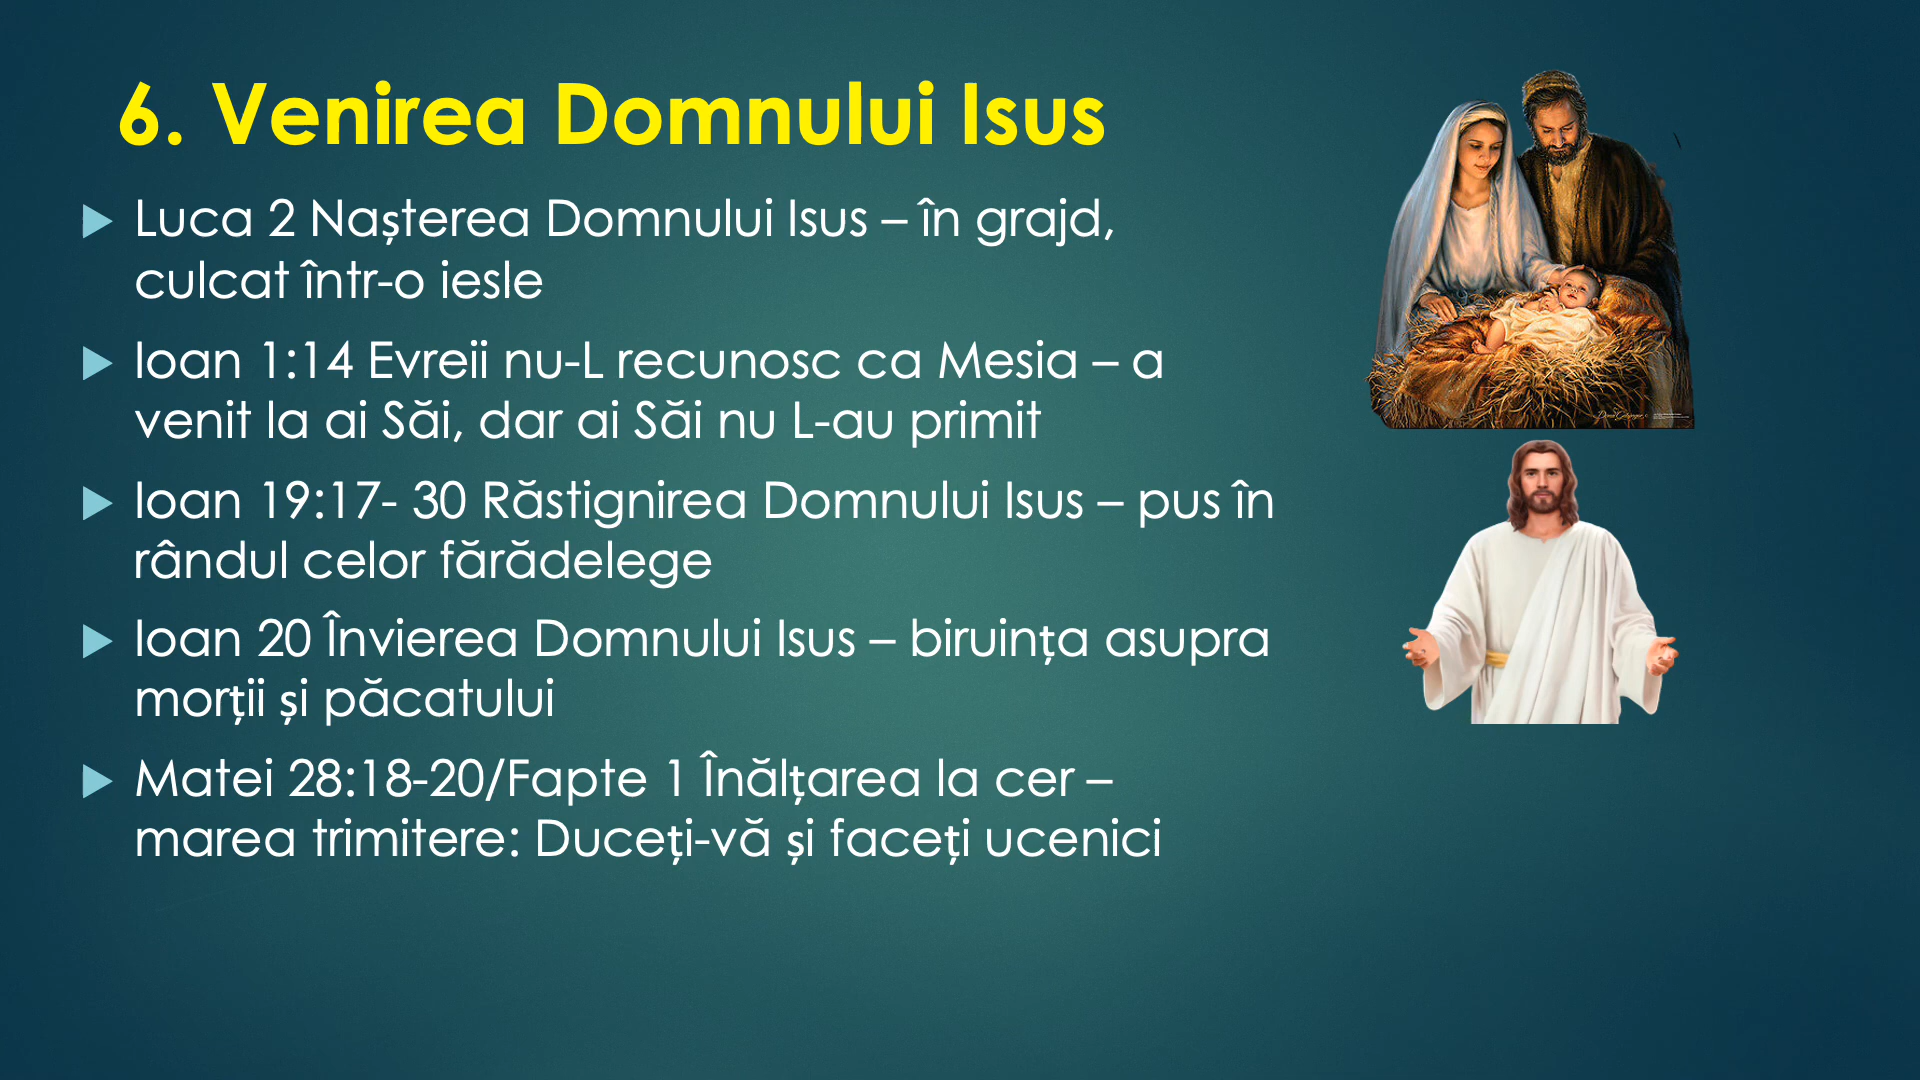 6. Venirea Domnului Isus
Luca 2 Nașterea Domnului Isus – în grajd,
culcat într-o iesle
Ioan 1:14 Evreii nu-L recunosc ca Mesia – a
venit la ai Săi, dar ai Săi nu L-au primit
Ioan 19:17- 30 Răstignirea Domnului Isus – pus în
rândul celor fărădelege
Ioan 20 Învierea Domnului Isus – biruința asupra
morții și păcatului
Matei 28:18-20/Fapte 1 Înălțarea la cer –
marea trimitere: Duceți-vă și faceți ucenici